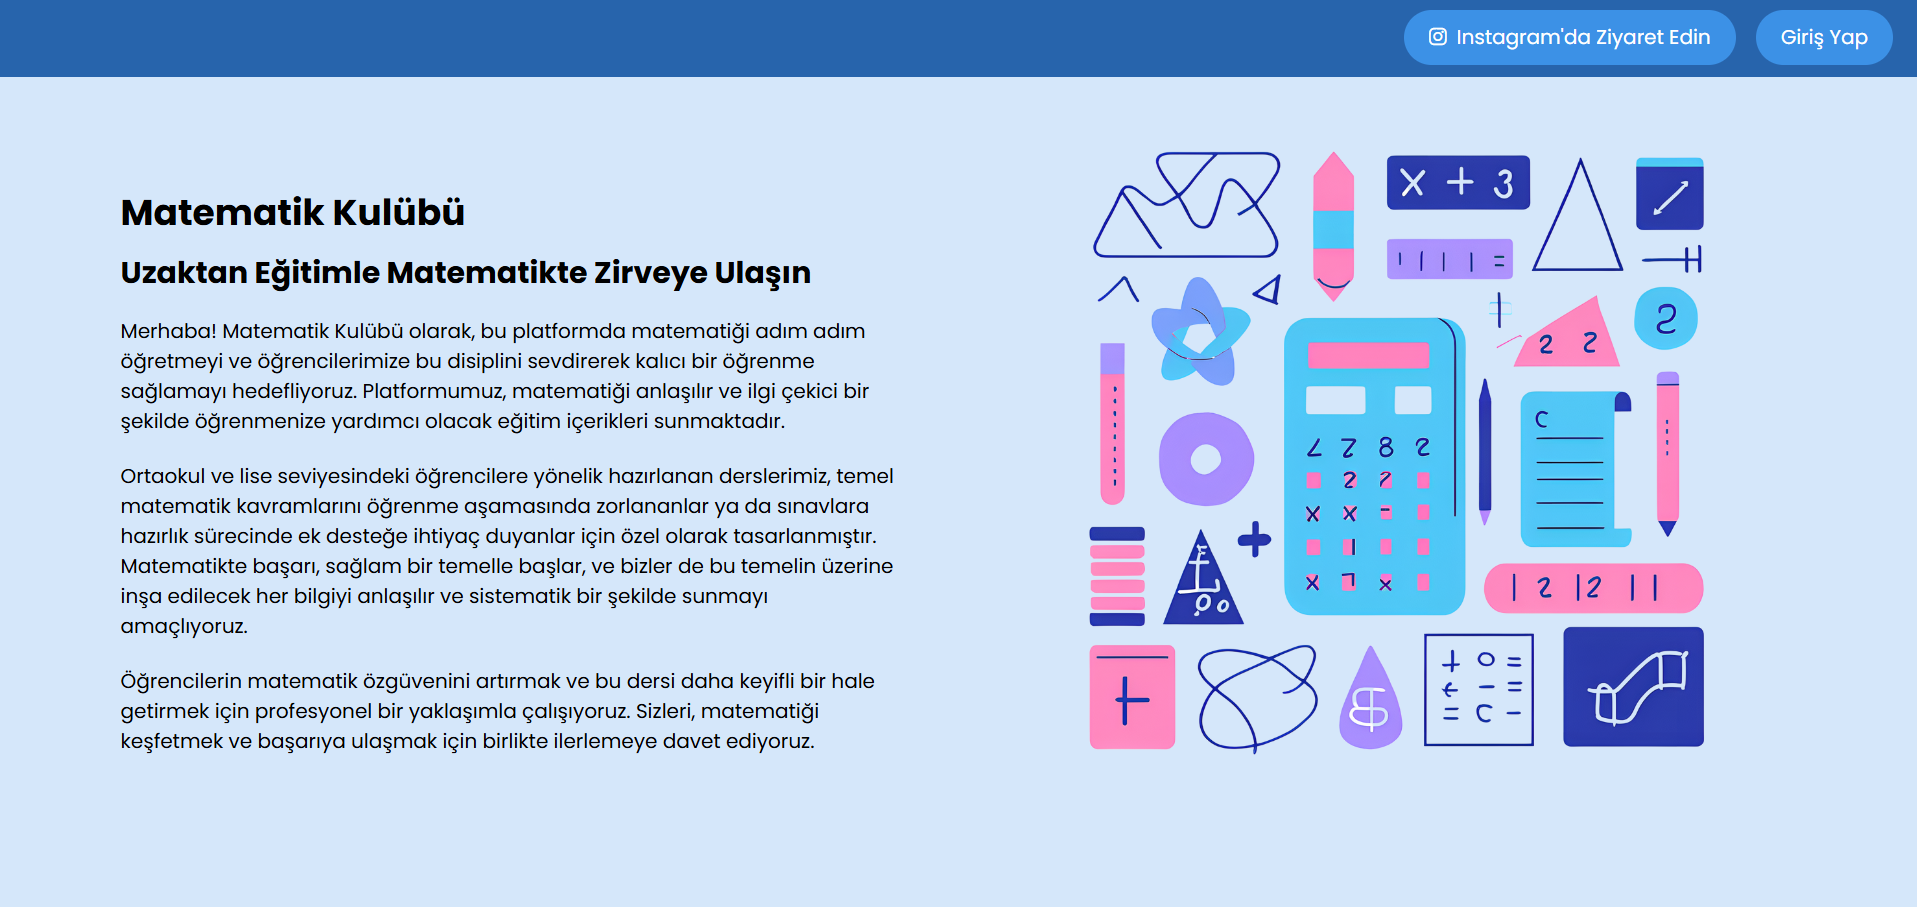 Instagram'da Ziyaret Edin
Giriş Yap
Matematik Kulübü
Uzaktan Eğitimle Matematikte Zirveye Ulaşın
Merhaba! Matematik Kulübü olarak, bu platformda matematiği adım adım
öğretmeyi ve öğrencilerimize bu disiplini sevdirerek kalıcı bir öğrenme
sağlamayı hedefliyoruz. Platformumuz, matematiği anlaşılır ve ilgi çekici bir
şekilde öğrenmenize yardımcı olacak eğitim içerikleri sunmaktadır.
Ortaokul ve lise seviyesindeki öğrencilere yönelik hazırlanan derslerimiz, temel
matematik kavramlarını öğrenme aşamasında zorlananlar ya da sınavlara
hazırlık sürecinde ek desteğe ihtiyaç duyanlar için özel olarak tasarlanmıştır.
Matematikte başarı, sağlam bir temelle başlar, ve bizler de bu temelin üzerine
inşa edilecek her bilgiyi anlaşılır ve sistematik bir şekilde sunmayı
amaçlıyoruz.
Öğrencilerin matematik özgüvenini artırmak ve bu dersi daha keyifli bir hale
getirmek için profesyonel bir yaklaşımla çalışıyoruz. Sizleri, matematiği
keşfetmek ve başarıya ulaşmak için birlikte ilerlemeye davet ediyoruz.
X + 3